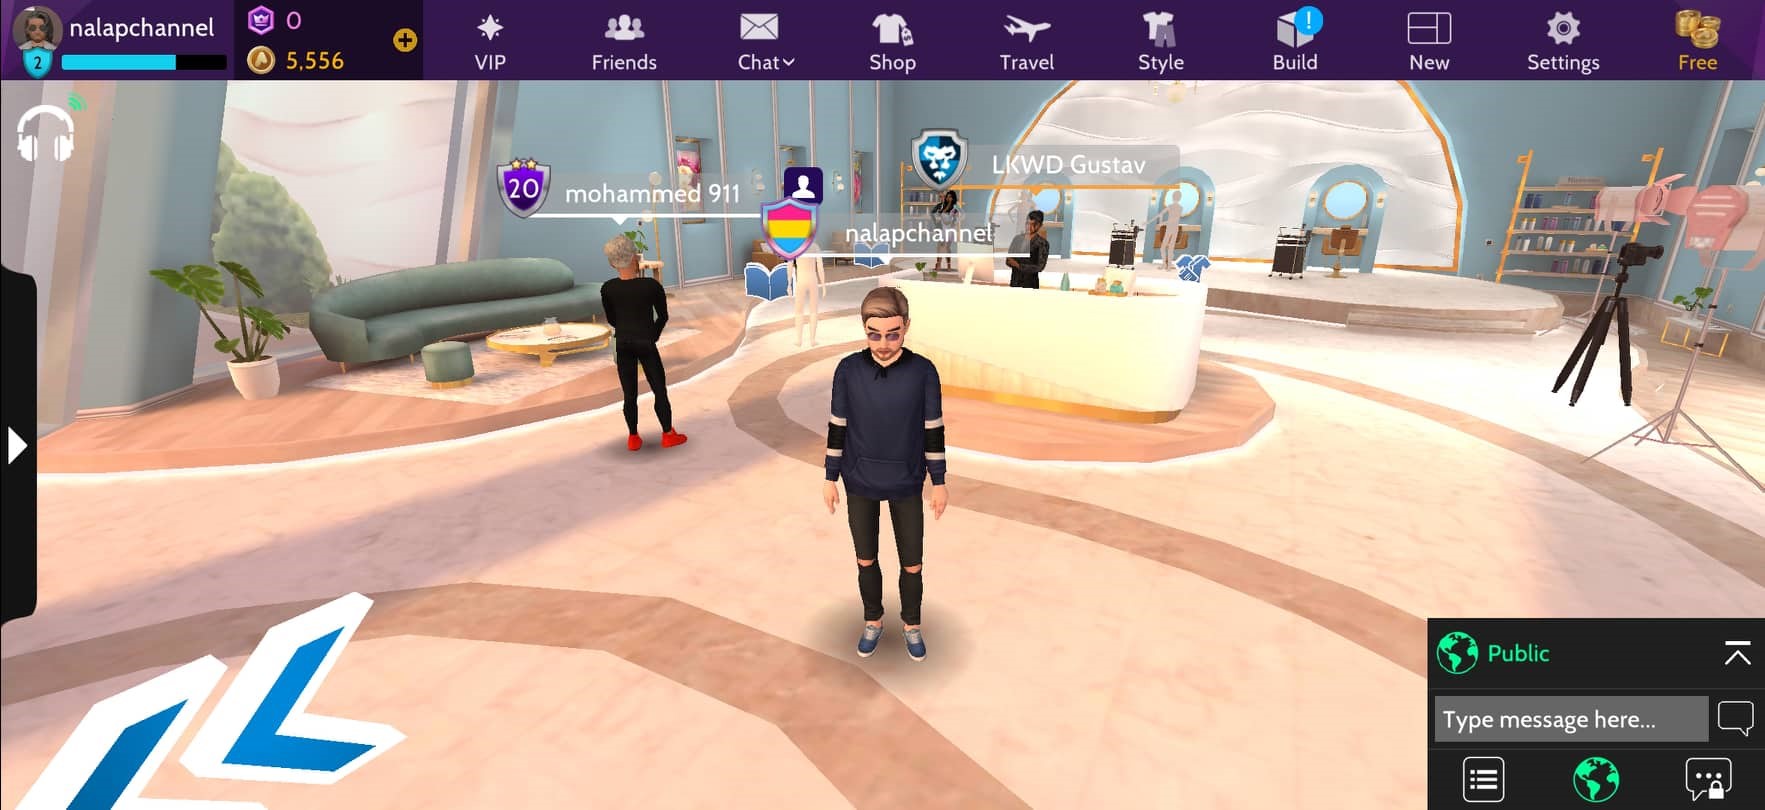 nalapchannel
2
0
5,556
VIP
Friends
Chat
Shop
Travel
Style
!
Build
New
Settings
Free
LKWD Gustav
20
mohammed 911
nalapchannel
Public
Type message here...